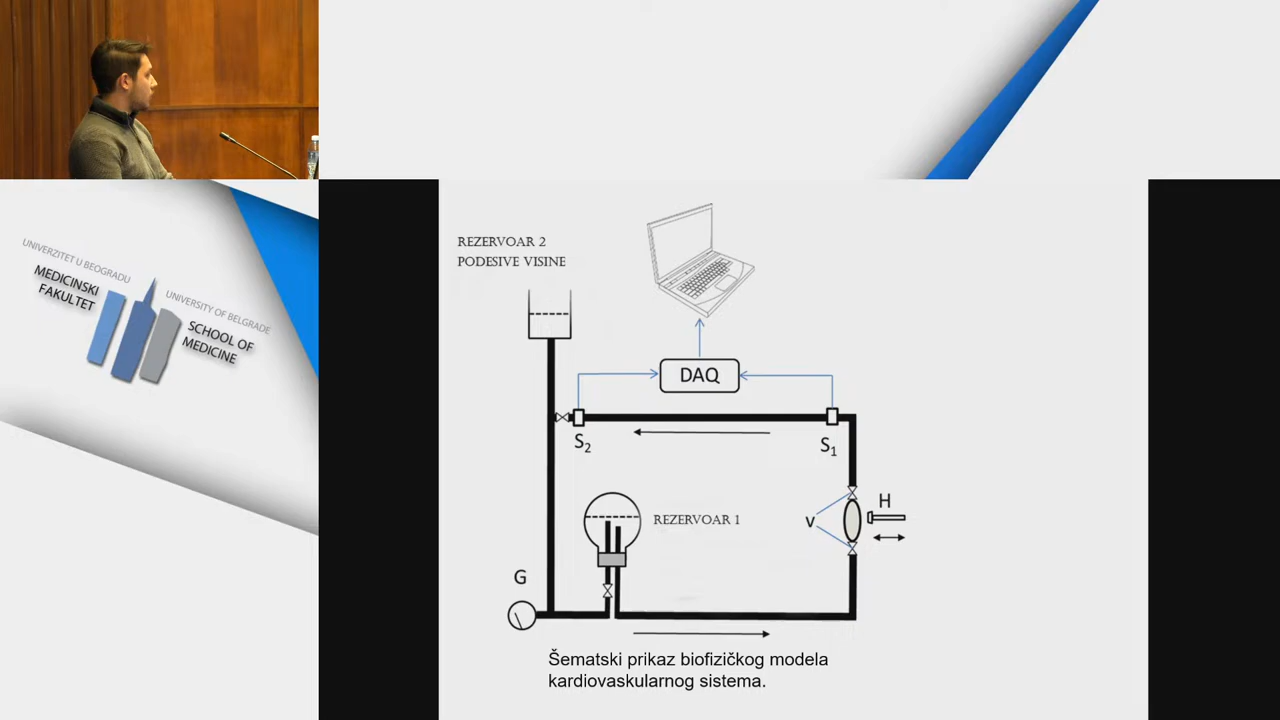 UNIVERZITET U BEOGRADU
MEDICINSKI
FAKULTET
UNIVERSITY OF BELGRADE
SCHOOL OF
MEDICINE
REZERVOAR 2
PODESIVE VISINE
DAQ
S2
S1
H
V
REZERVOAR 1
G
Šematski prikaz biofizičkog modela
kardiovaskularnog sistema.